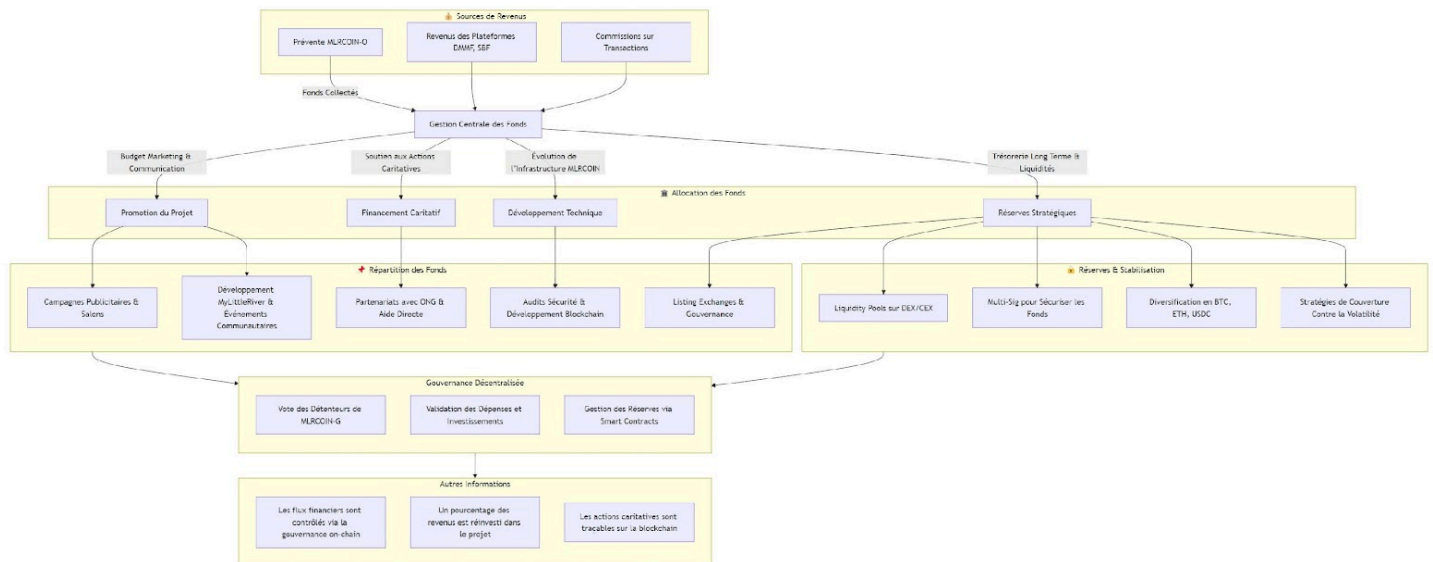 💰 Sources de Revenus
Prévente MLRCOIN-O
Revenus des Plateformes
DMMF, SBF
Commissions sur
Transactions
Fonds Collectés
Gestion Centrale des Fonds
Budget Marketing &
Communication
Soutien aux Actions
Caritatives
Évolution de
l'Infrastructure MLRCOIN
Trésorerie Long Terme &
Liquidités
🏦 Allocation des Fonds
Promotion du Projet
Financement Caritatif
Développement Technique
Réserves Stratégiques
📌 Répartition des Fonds
Campagnes Publicitaires &
Salons
Développement
MyLittleRiver &
Événements
Communautaires
Partenariats avec ONG &
Aide Directe
Audits Sécurité &
Développement Blockchain
Listing Exchanges &
Gouvernance
🔒 Réserves & Stabilisation
Liquidity Pools sur DEX/CEX
Multi-Sig pour Sécuriser les
Fonds
Diversification en BTC,
ETH, USDC
Stratégies de Couverture
Contre la Volatilité
Gouvernance Décentralisée
Vote des Détenteurs de
MLRCOIN-G
Validation des Dépenses et
Investissements
Gestion des Réserves via
Smart Contracts
Autres Informations
Les flux financiers sont
contrôlés via la
gouvernance on-chain
Un pourcentage des
revenus est réinvesti dans
le projet
Les actions caritatives sont
traçables sur la blockchain